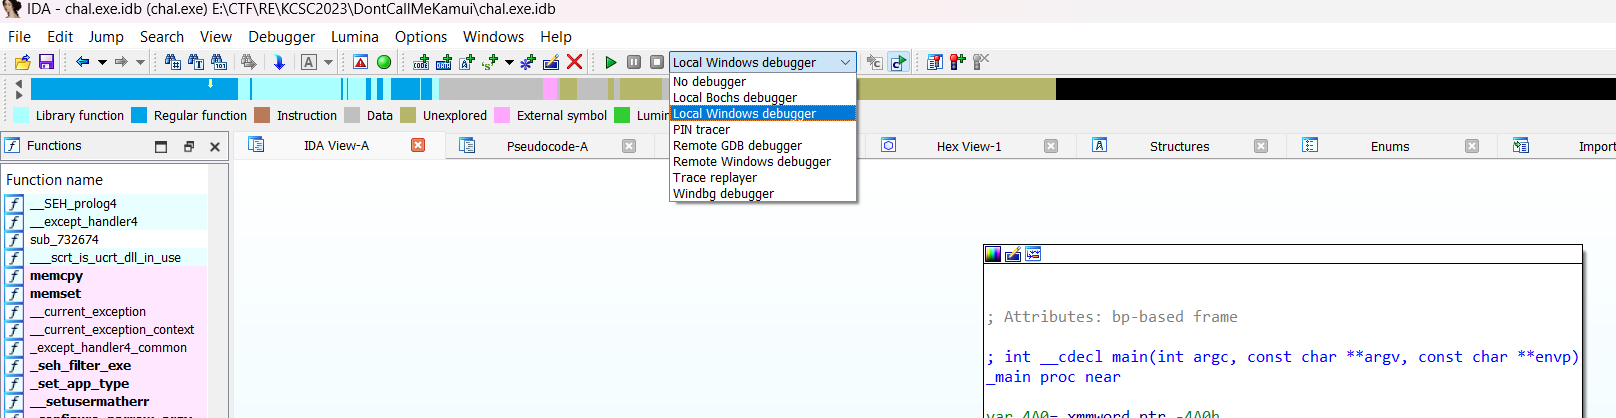 IDA - chal.exe.idb (chal.exe) E:\CTF\RE\KCSC2023\DontCallMeKamui\chal.exe.idb
File Edit Jump Search View Debugger Lumina Options Windows Help
Local Windows debugger
No debugger
Local Bochs debugger
Local Windows debugger
PIN tracer
Remote GDB debugger
Remote Windows debugger
Trace replayer
Windbg debugger
Library function Regular function Instruction Data Unexplored External symbol
Functions
IDA View-A Pseudocode-A Hex View-1 Structures Enums
Function name
__SEH_prolog4
__except_handler4
sub_732674
___scrt_is_ucrt_dll_in_use
memcpy
memset
__current_exception
__current_exception_context
_except_handler4_common
_seh_filter_exe
_set_app_type
__setusermatherr
; Attributes: bp-based frame
; int __cdecl main(int argc, const char **argv, const char **envp)
_main proc near
var_4A0= xmmword ptr -4A0h